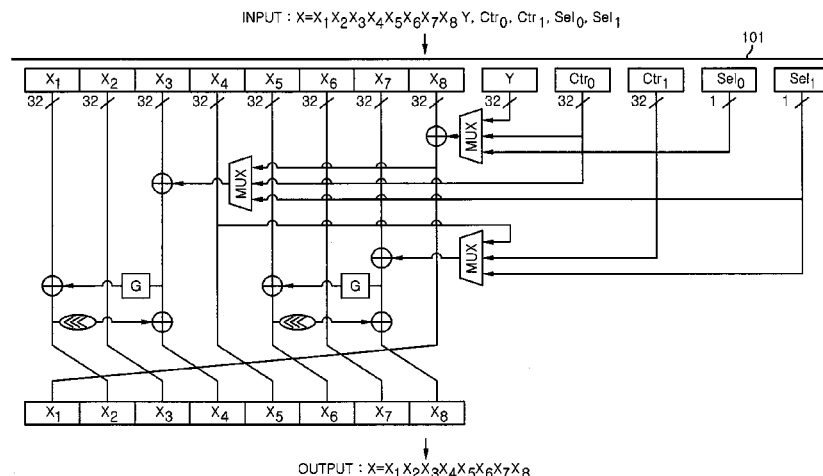 INPUT : X=X₁X₂X₃X₄X₅X₆X₇X₈ Y, Ctr₀, Ctr₁, Sel₀, Sel₁
101
X₁ X₂ X₃ X₄ X₅ X₆ X₇ X₈ Y Ctr₀ Ctr₁ Sel₀ Sel₁
32 32 32 32 32 32 32 32 32 32 32 1 1
MUX
MUX
MUX
G G
X₁ X₂ X₃ X₄ X₅ X₆ X₇ X₈
OUTPUT : X=X₁X₂X₃X₄X₅X₆X₇X₈